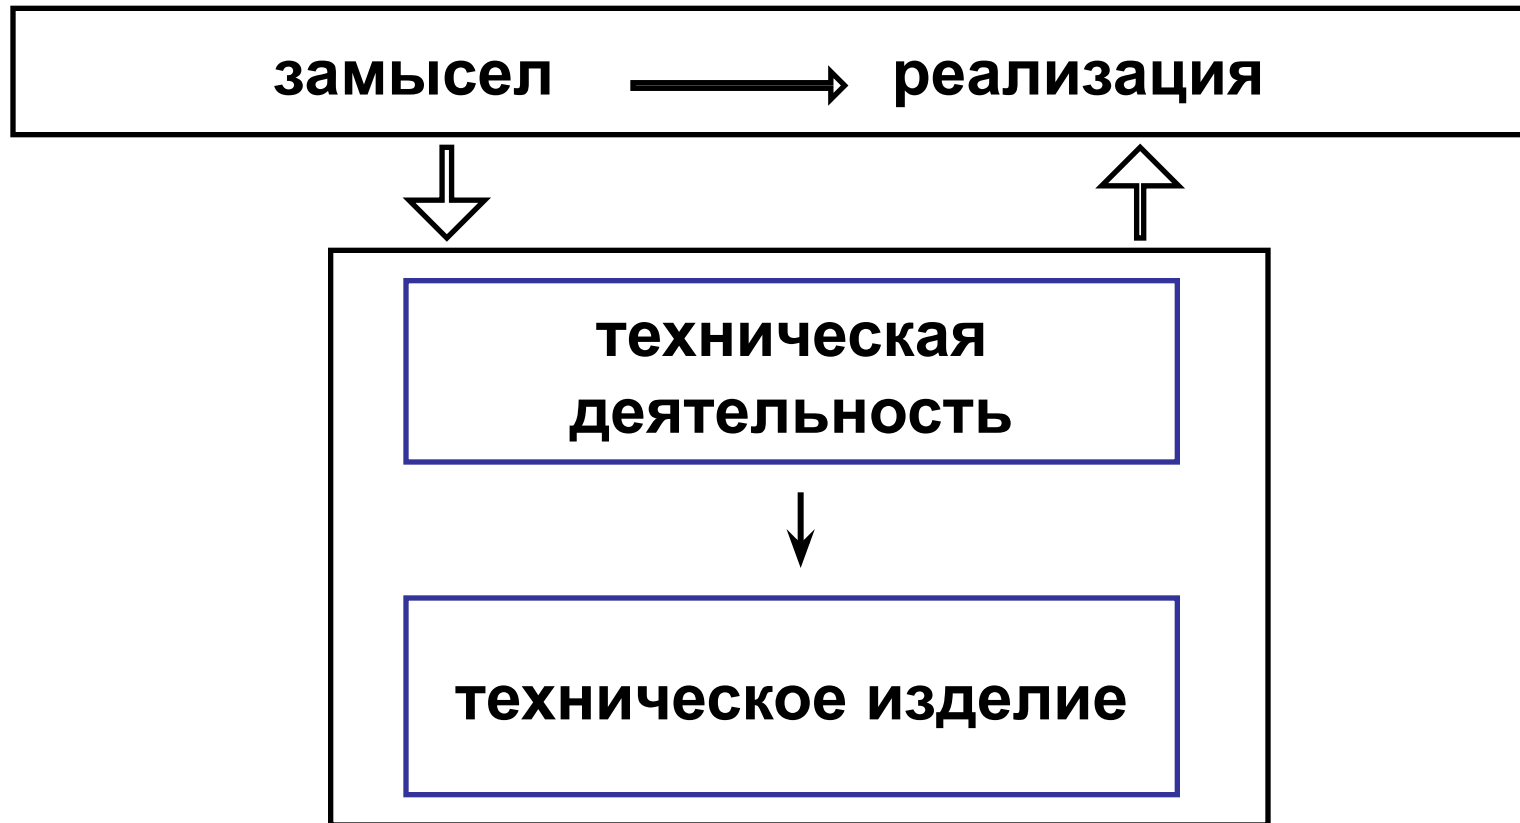 замысел реализация
техническая
деятельность
техническое изделие